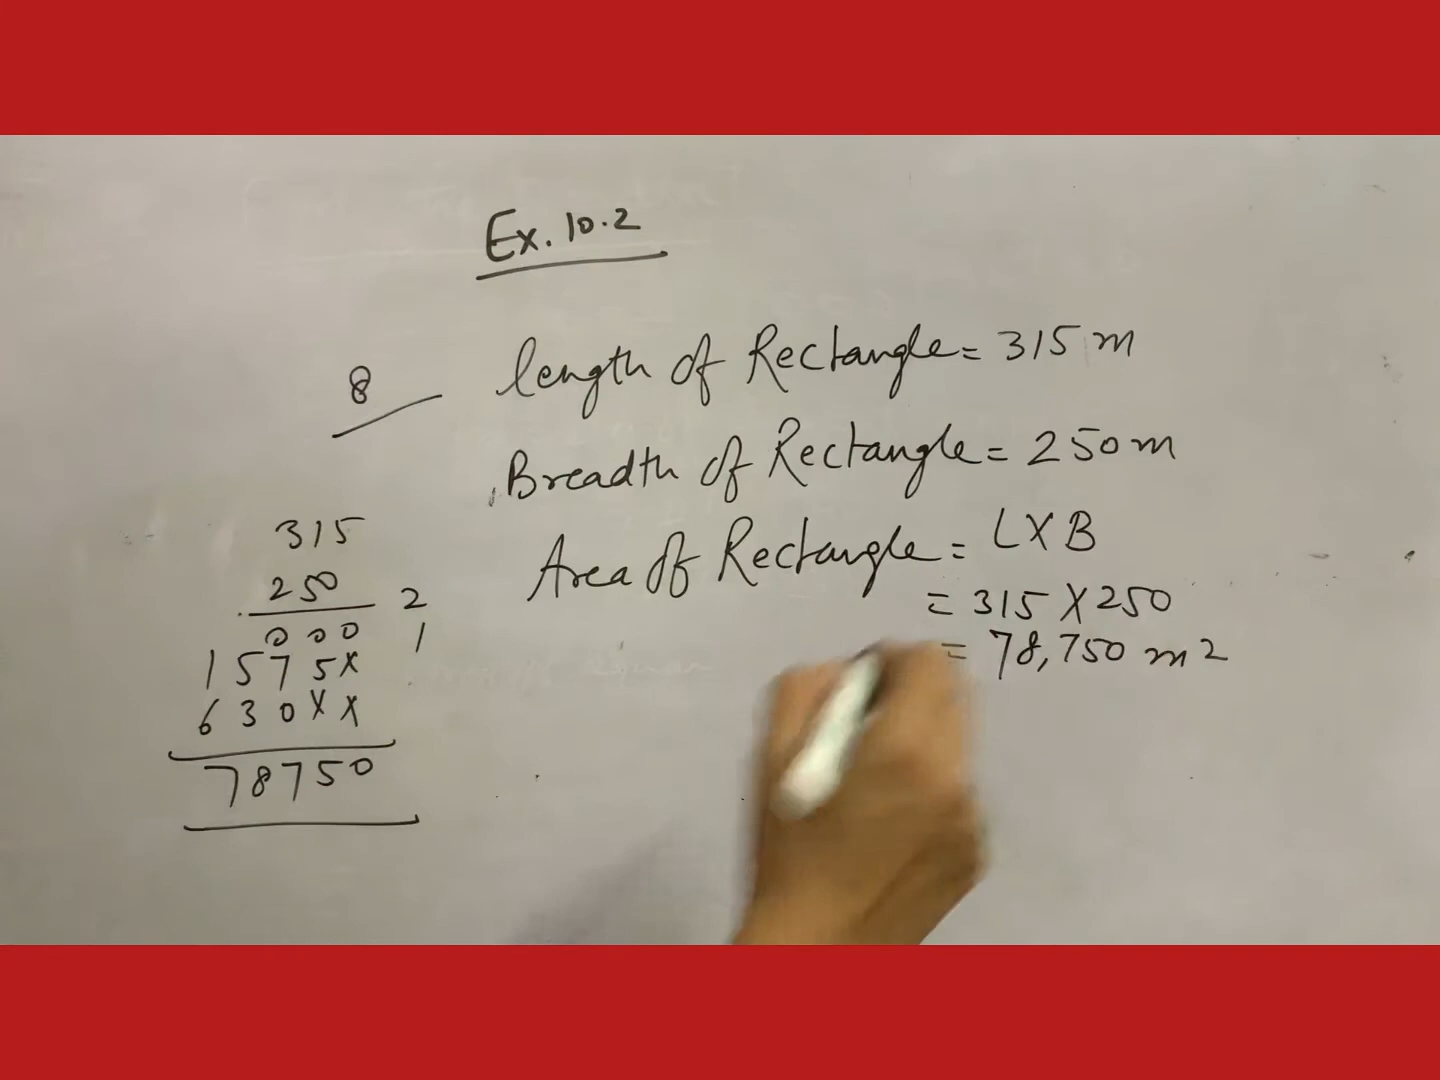 Ex. 10.2
8
length of Rectangle = 315 m
Breadth of Rectangle = 250 m
Area of Rectangle = L X B
= 315 X 250
= 78,750 m2
315
250
000
1575X
630XX
78750
2
1